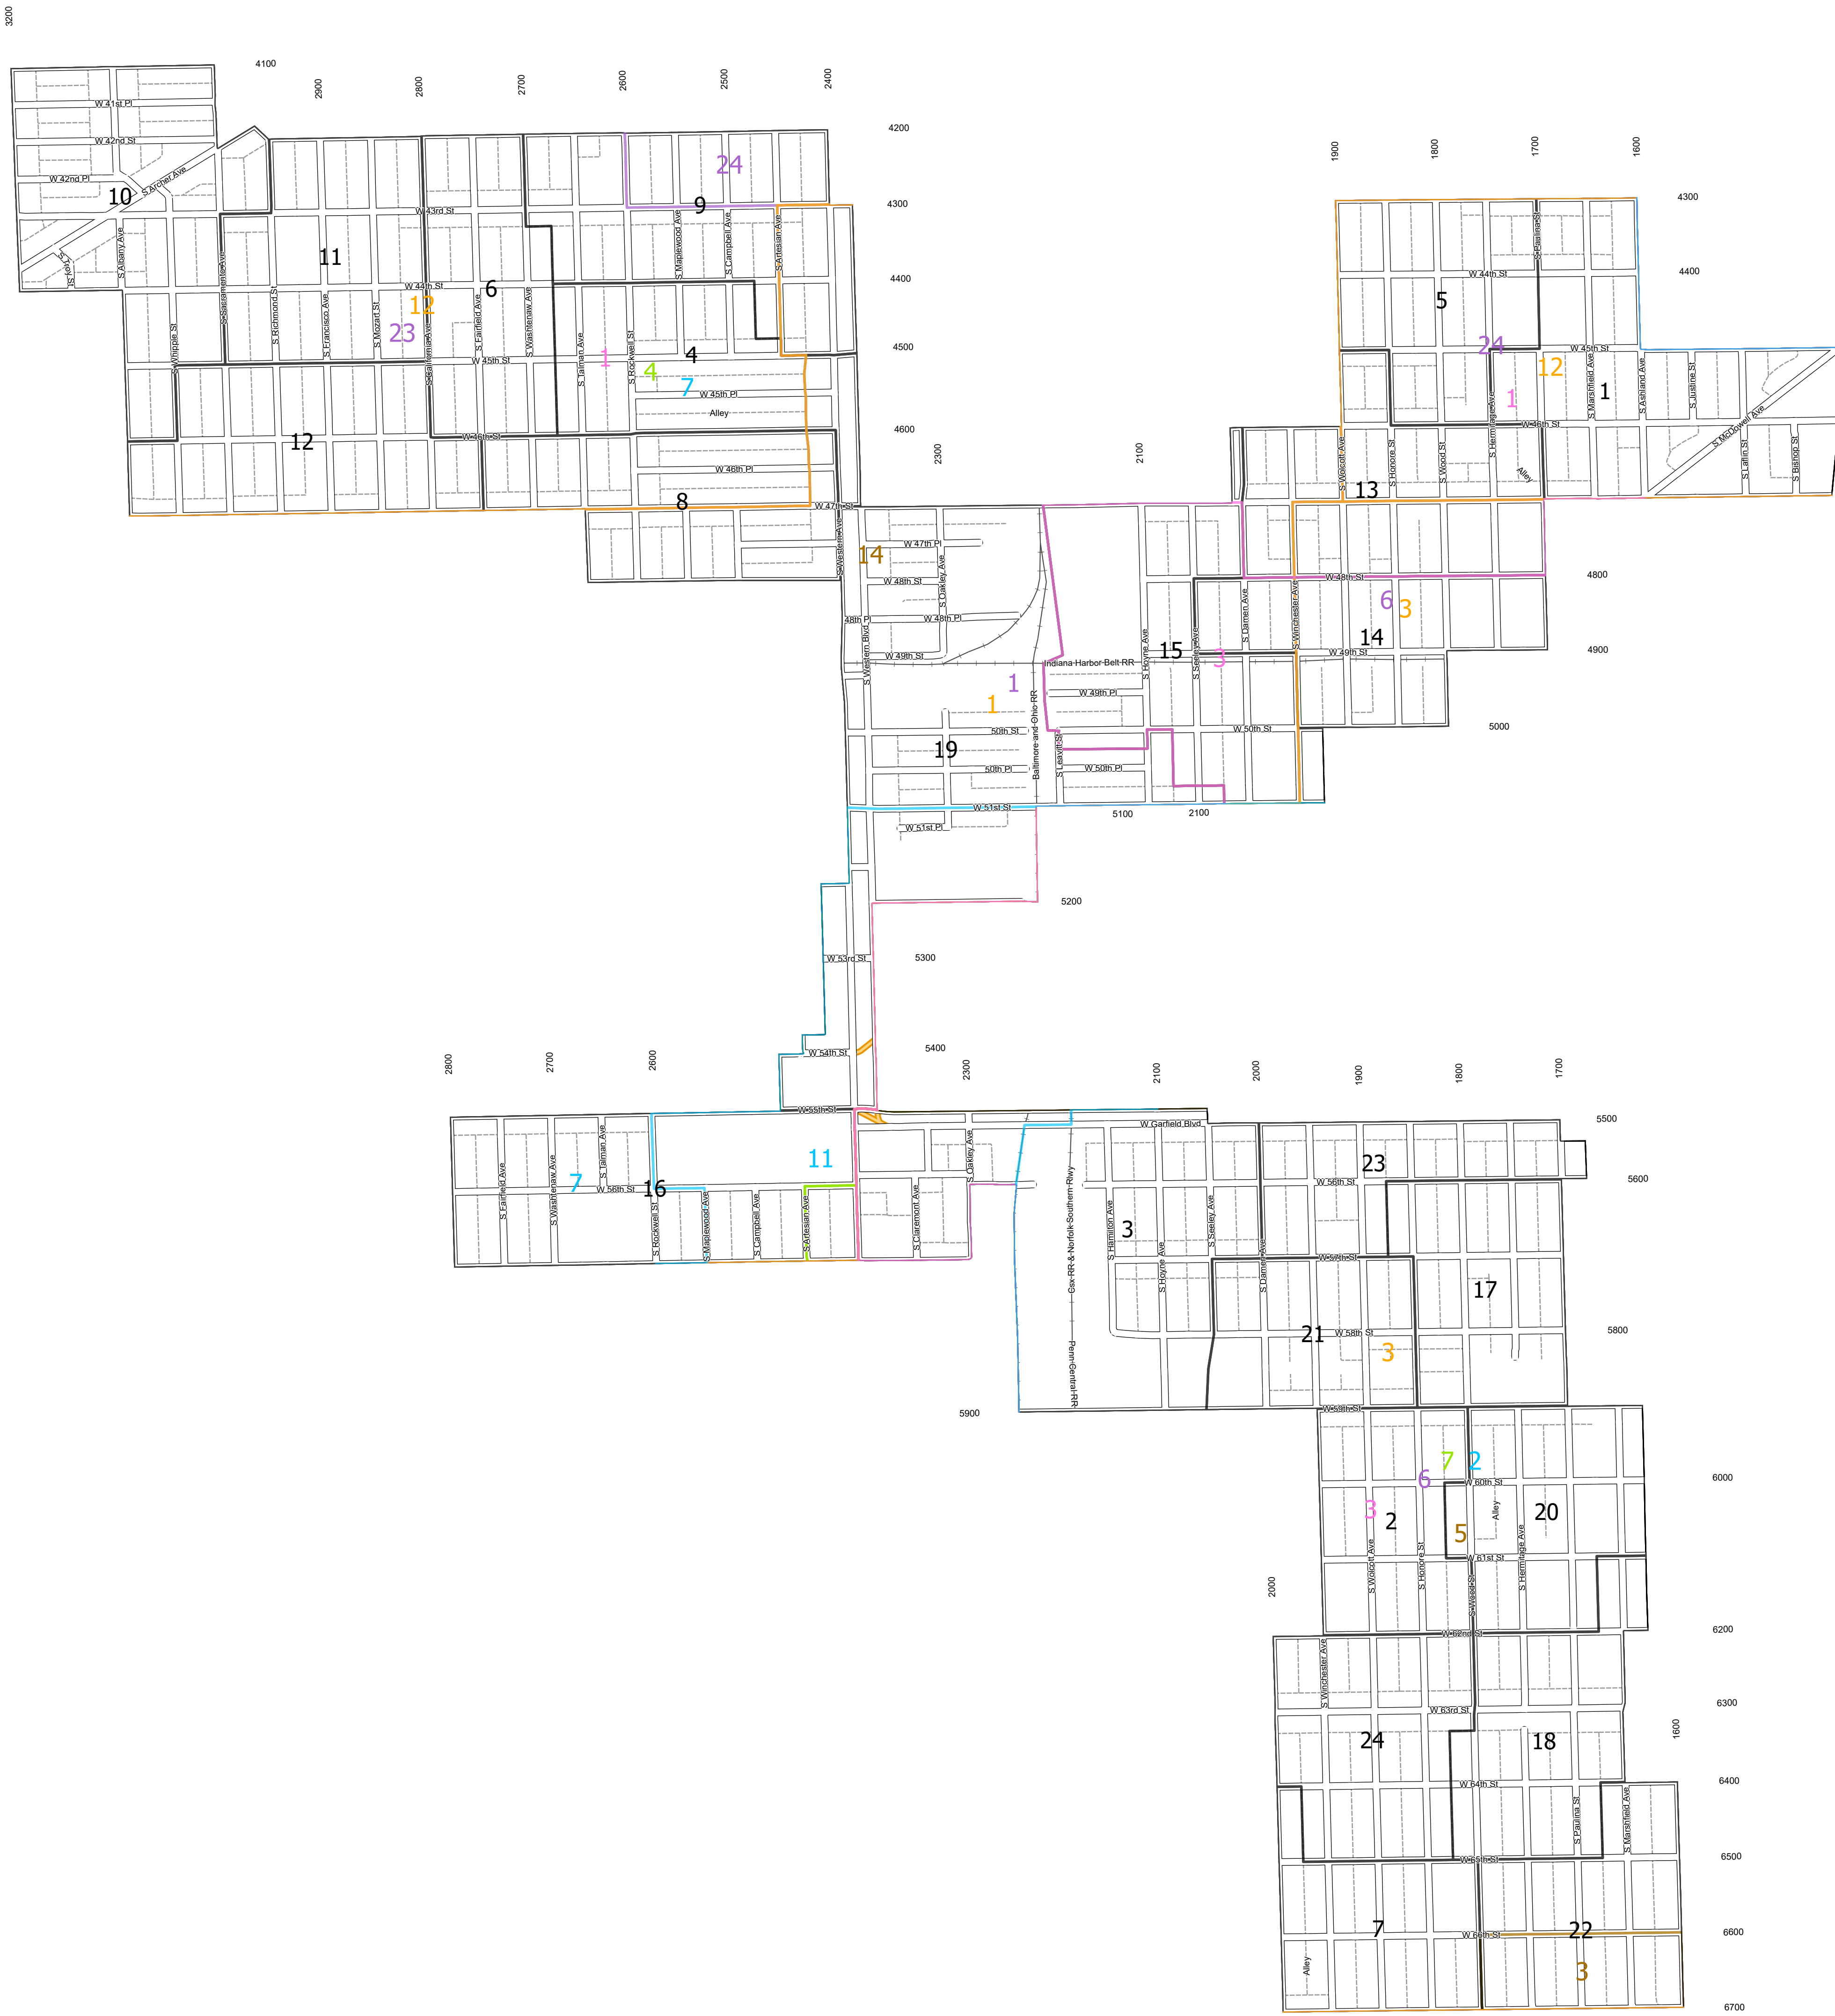 3200
4100
2900
2800
2700
2600
2500
2400
W 41st Pl
4200
W 42nd St
1900
1800
1700
1600
24
W 42nd Pl
S Archer Ave
10
4300
9
4300
W 43rd St
S Albany Ave
S Troy St
11
S Sacramento Ave
S Maplewood Ave
S Campbell Ave
S Artesian Ave
S Paulina St
4400
4400
W 44th St
W 44th St
6
5
12
S Richmond St
S Francisco Ave
S Mozart St
23
S California Ave
S Fairfield Ave
S Washtenaw Ave
S Whipple St
4500
24
W 45th St
W 45th St
1
4
4
S Talman Ave
S Rockwell St
7
12
1
1
S Marshfield Ave
S Ashland Ave
S Justine St
W 45th Pl
Alley
4600
12
W 46th St
W 46th St
S Hermitage Ave
S McDowell Ave
2300
2100
W 46th Pl
S Wolcott Ave
S Honore St
S Wood St
Alley
S Laflin St
S Bishop St
8
13
W 47th St
14
S Western Ave
W 47th Pl
W 48th St
S Oakley Ave
W 48th St
4800
6
3
48th Pl
W 48th Pl
S Damen Ave
S Winchester Ave
14
15
S Hoyne Ave
S Seeley Ave
W 49th St
W 49th St
4900
3
S Western Blvd
Indiana Harbor Belt RR
1
W 49th Pl
1
50th St
W 50th St
5000
19
Baltimore and Ohio RR
S Leavitt St
50th Pl
W 50th Pl
W 51st St
5100
2100
W 51st Pl
5200
W 53rd St
5300
5400
W 54th St
2800
2700
2600
2300
2100
2000
1900
1800
1700
W 55th St
5500
W Garfield Blvd
S Talman Ave
S Oakley Ave
11
23
7
16
W 56th St
W 56th St
5600
S Fairfield Ave
S Washtenaw Ave
S Rockwell St
S Maplewood Ave
S Campbell Ave
S Artesian Ave
S Claremont Ave
Csx RR & Norfolk Southern Rlwy
S Hamilton Ave
3
S Hoyne Ave
S Seeley Ave
S Damen Ave
W 57th St
17
21
W 58th St
5800
3
Penn Central RR
5900
W 59th St
7
2
6
6000
W 60th St
3
2
Alley
20
5
S Wolcott Ave
S Honore St
W 61st St
S Hermitage Ave
2000
S Wood St
W 62nd St
6200
S Winchester Ave
6300
W 63rd St
1600
24
18
W 64th St
6400
S Paulina St
S Marshfield Ave
W 65th St
6500
7
22
W 66th St
6600
Alley
3
6700